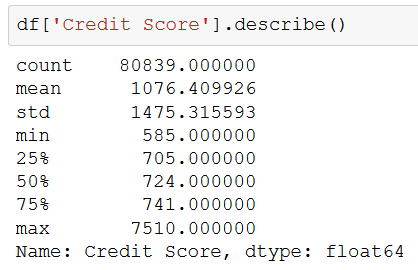 df['Credit Score'].describe()
count    80839.000000
mean      1076.409926
std       1475.315593
min        585.000000
25%        705.000000
50%        724.000000
75%        741.000000
max       7510.000000
Name: Credit Score, dtype: float64